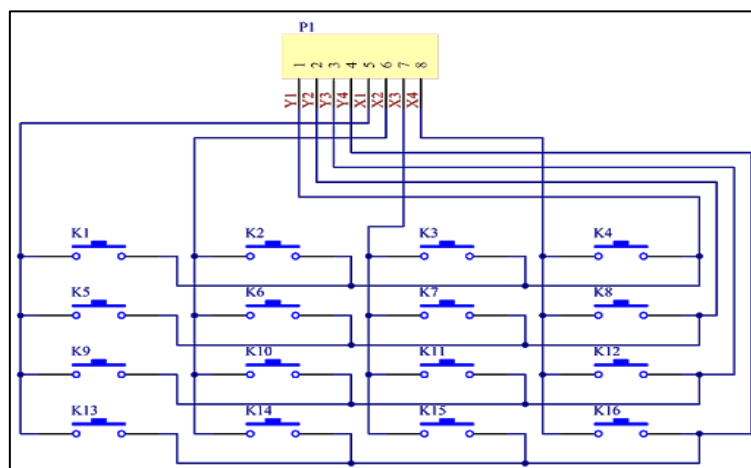 P1
1 2 3 4 5 6 7 8
Y1 Y2 Y3 Y4 X1 X2 X3 X4
K1 K2 K3 K4
K5 K6 K7 K8
K9 K10 K11 K12
K13 K14 K15 K16